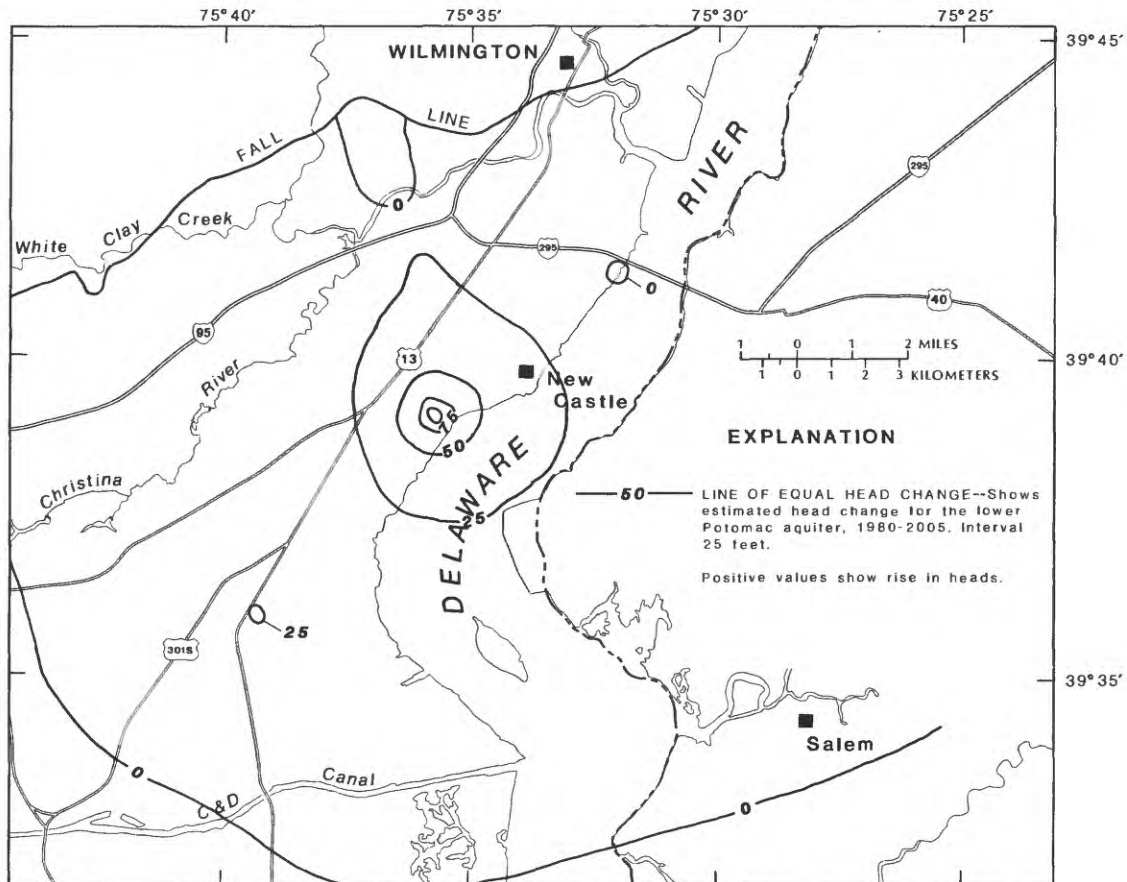 75°40′
75°35′
75°30′
75°25′
39°45′
WILMINGTON
FALL LINE
295
RIVER
0
White Clay Creek
295
0
40
95
13
1 0 1 2 MILES
39°40′
River
New
Castle
1 0 1 2 3 KILOMETERS
75
50
EXPLANATION
DELAWARE
Christina
50
LINE OF EQUAL HEAD CHANGE--Shows
estimated head change for the lower
Potomac aquiter, 1980-2005. Interval
25 feet.
25
Positive values show rise in heads.
25
301S
39°35′
Salem
0
Canal
C & D
0